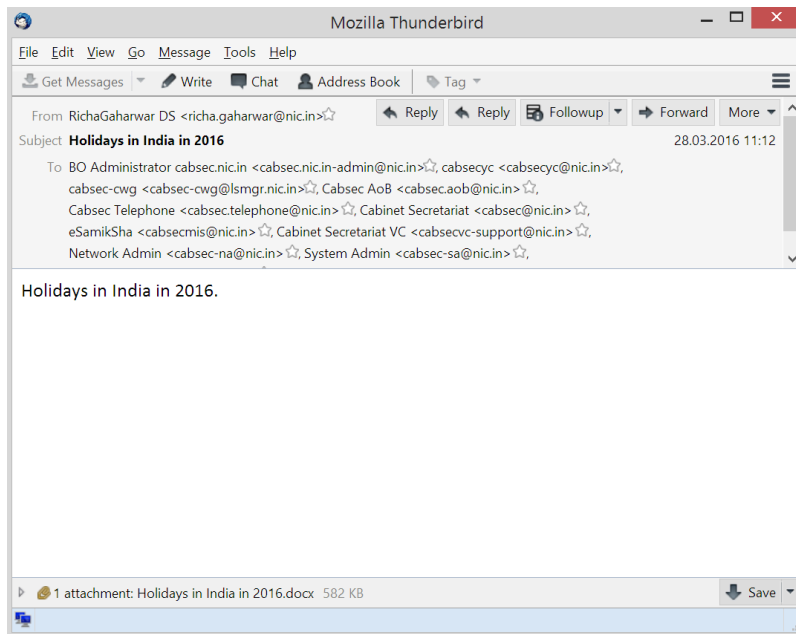 Mozilla Thunderbird
File Edit View Go Message Tools Help
Get Messages Write Chat Address Book Tag
From RichaGaharwar DS <richa.gaharwar@nic.in> Reply Reply Followup Forward More
Subject Holidays in India in 2016 28.03.2016 11:12
To BO Administrator cabsec.nic.in <cabsec.nic.in-admin@nic.in>, cabsecyc <cabsecyc@nic.in>,
cabsec-cwg <cabsec-cwg@lsmgr.nic.in>, Cabsec AoB <cabsec.aob@nic.in>,
Cabsec Telephone <cabsec.telephone@nic.in>, Cabinet Secretariat <cabsec@nic.in>,
eSamikSha <cabsecmis@nic.in>, Cabinet Secretariat VC <cabsecvc-support@nic.in>,
Network Admin <cabsec-na@nic.in>, System Admin <cabsec-sa@nic.in>,
Holidays in India in 2016.
1 attachment: Holidays in India in 2016.docx 582 KB Save